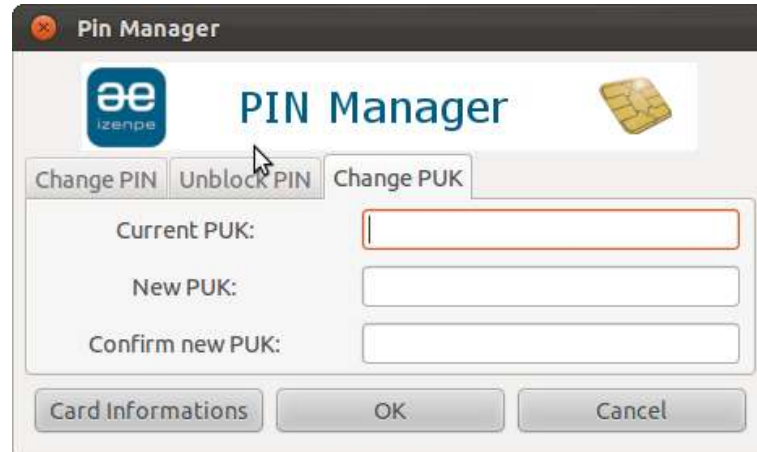 Pin Manager
izenpe
PIN Manager
Change PIN Unblock PIN Change PUK
Current PUK:
New PUK:
Confirm new PUK:
Card Informations OK Cancel